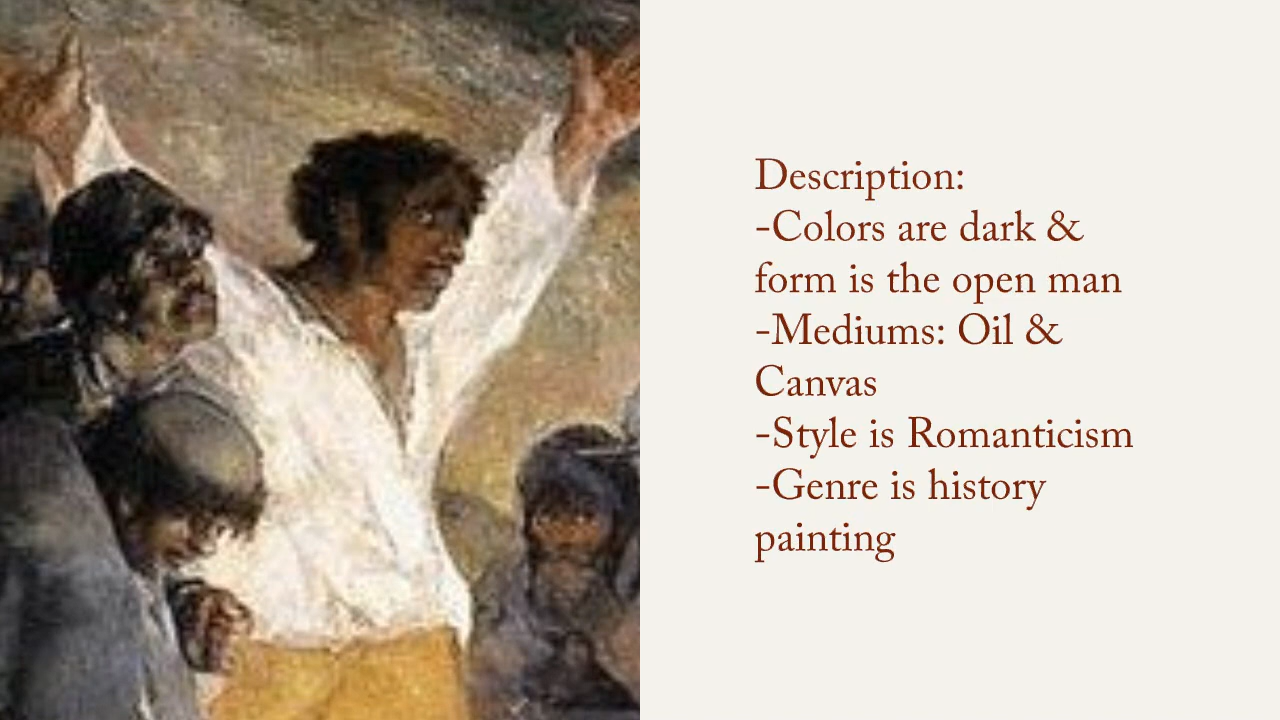 Description:
-Colors are dark &
form is the open man
-Mediums: Oil &
Canvas
-Style is Romanticism
-Genre is history
painting